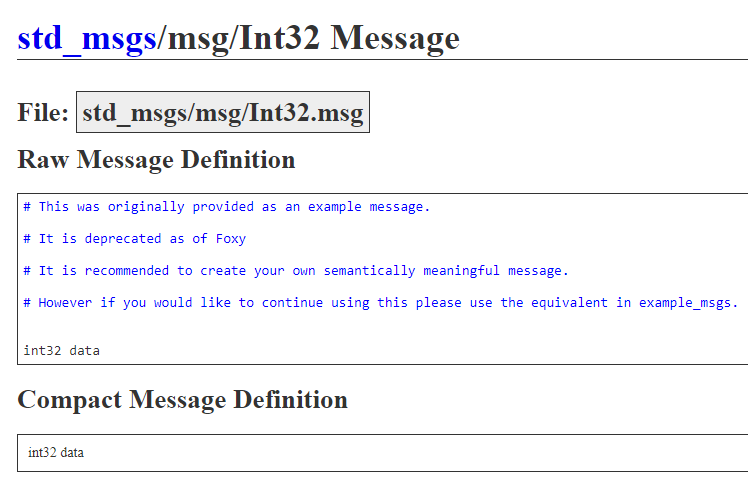 std_msgs/msg/Int32 Message
File: std_msgs/msg/Int32.msg
Raw Message Definition
# This was originally provided as an example message.
# It is deprecated as of Foxy
# It is recommended to create your own semantically meaningful message.
# However if you would like to continue using this please use the equivalent in example_msgs.
int32 data
Compact Message Definition
int32 data